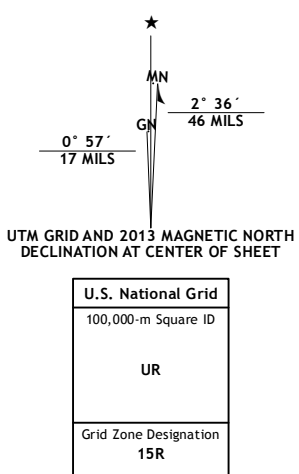 ★
MN
GN
2° 36´
46 MILS
0° 57´
17 MILS
UTM GRID AND 2013 MAGNETIC NORTH
DECLINATION AT CENTER OF SHEET
U.S. National Grid
100,000-m Square ID
UR
Grid Zone Designation
15R